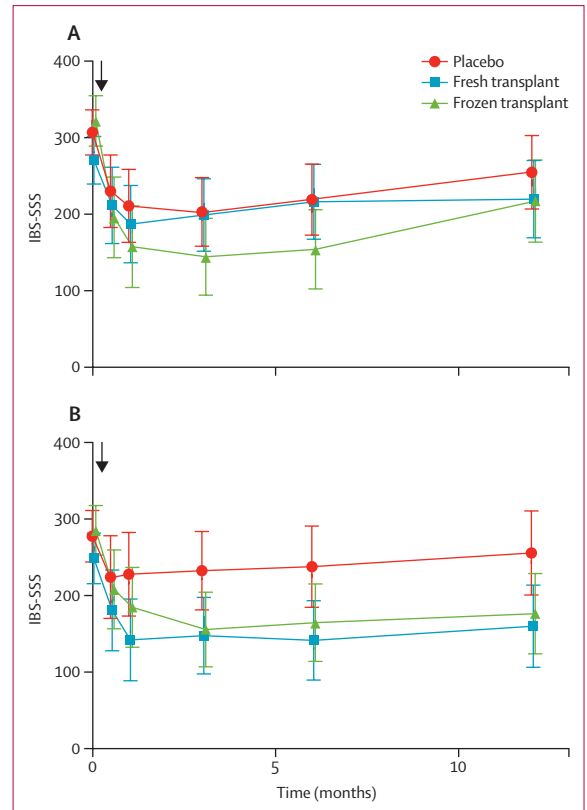 A
400
300
200
100
0
IBS-SSS
Placebo
Fresh transplant
Frozen transplant
B
400
300
200
100
0
IBS-SSS
0
5
10
Time (months)